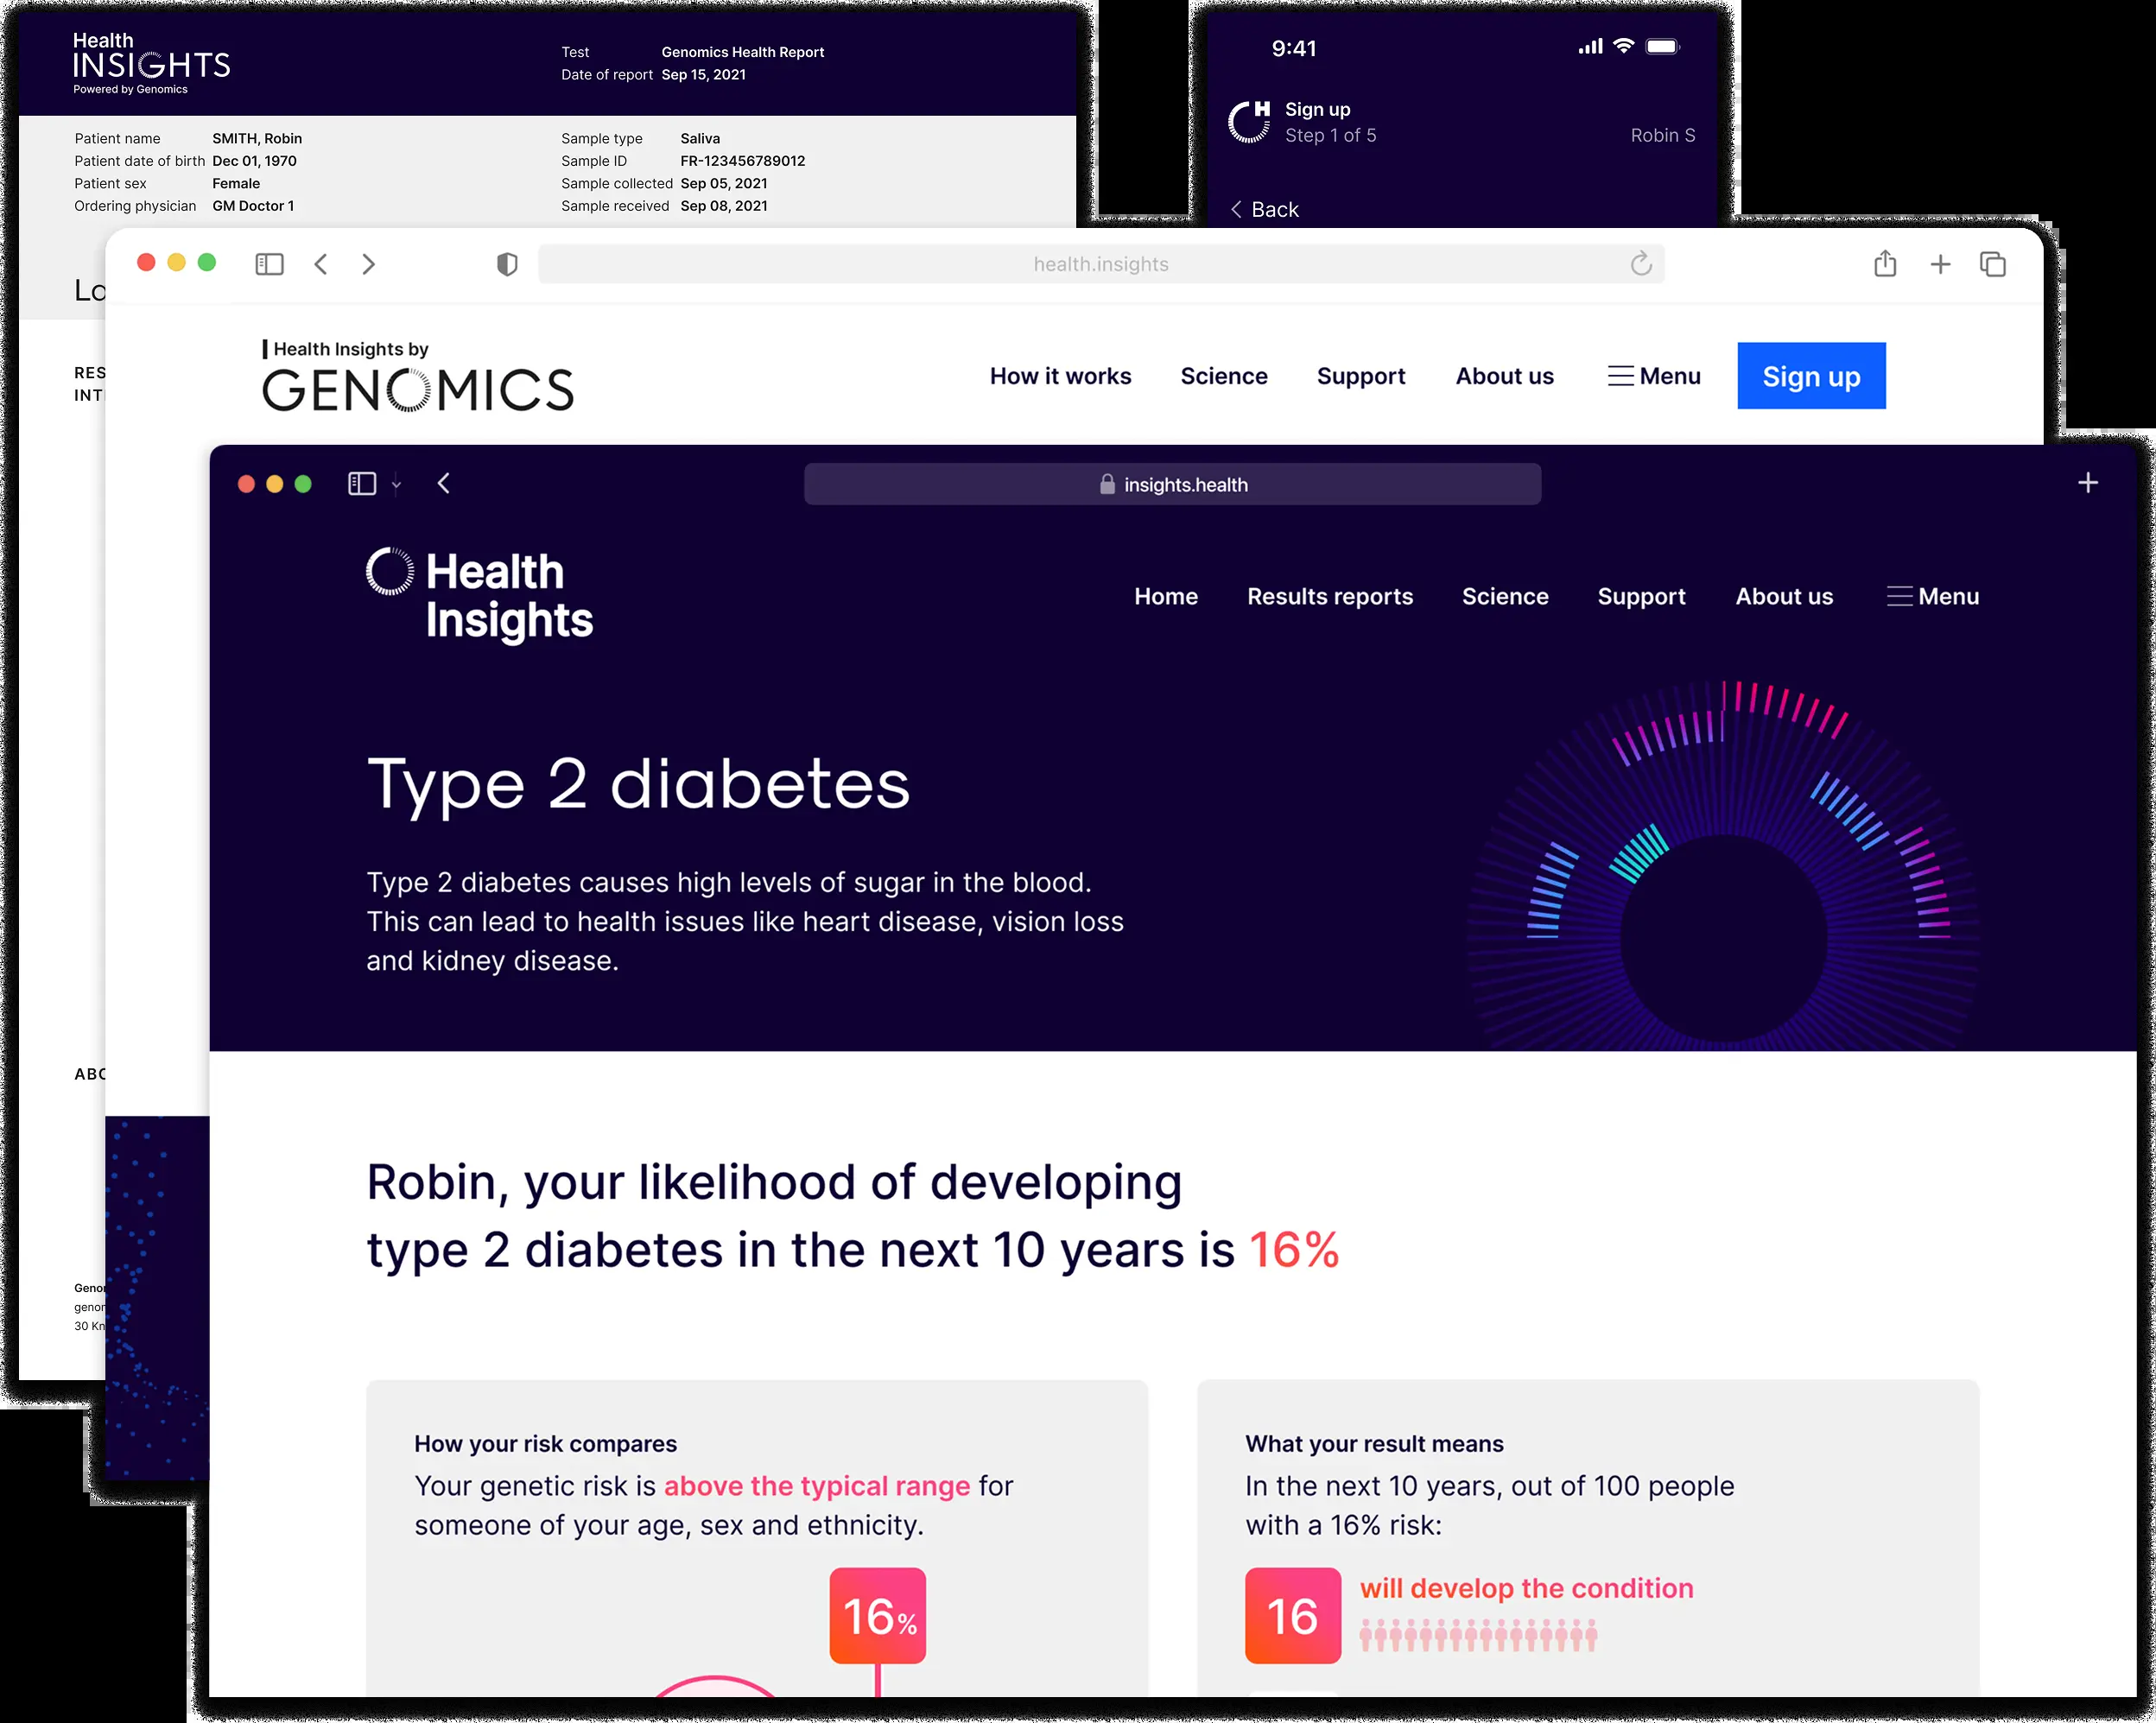 Health
INSIGHTS
Powered by Genomics
Test Genomics Health Report
Date of report Sep 15, 2021
Patient name SMITH, Robin
Patient date of birth Dec 01, 1970
Patient sex Female
Ordering physician GM Doctor 1
Sample type Saliva
Sample ID FR-123456789012
Sample collected Sep 05, 2021
Sample received Sep 08, 2021
9:41
Sign up
Step 1 of 5
Robin S
Back
health.insights
Health Insights by
GENOMICS
How it works Science Support About us Menu Sign up
insights.health
Health
Insights
Home Results reports Science Support About us Menu
Type 2 diabetes
Type 2 diabetes causes high levels of sugar in the blood.
This can lead to health issues like heart disease, vision loss
and kidney disease.
Robin, your likelihood of developing
type 2 diabetes in the next 10 years is 16%
How your risk compares
Your genetic risk is above the typical range for
someone of your age, sex and ethnicity.
16%
What your result means
In the next 10 years, out of 100 people
with a 16% risk:
16
will develop the condition
30